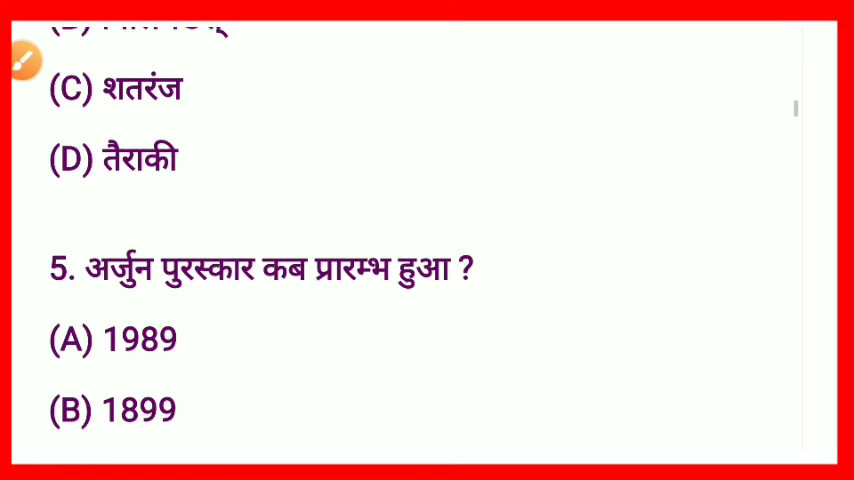 (C) शतरंज
(D) तैराकी
5. अर्जुन पुरस्कार कब प्रारम्भ हुआ ?
(A) 1989
(B) 1899